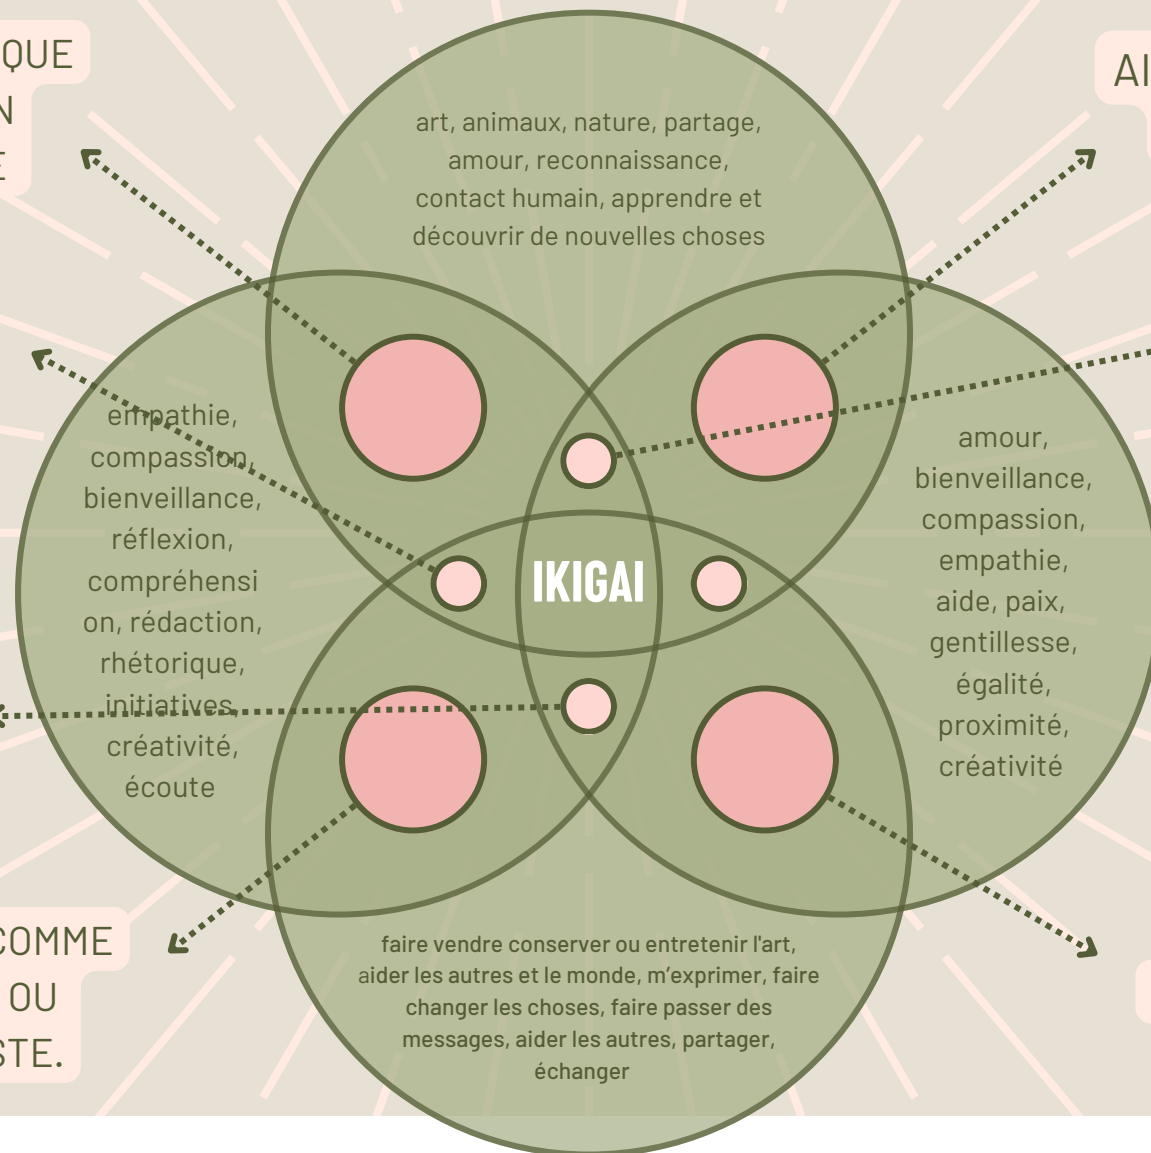 QUE
N
E
AI
art, animaux, nature, partage,
amour, reconnaissance,
contact humain, apprendre et
découvrir de nouvelles choses
empathie,
compassion,
bienveillance,
réflexion,
compréhensi
on, rédaction,
rhétorique,
initiatives,
créativité,
écoute
IKIGAI
amour,
bienveillance,
compassion,
empathie,
aide, paix,
gentillesse,
égalité,
proximité,
créativité
COMME
OU
STE.
faire vendre conserver ou entretenir l'art,
aider les autres et le monde, m'exprimer, faire
changer les choses, faire passer des
messages, aider les autres, partager,
échanger